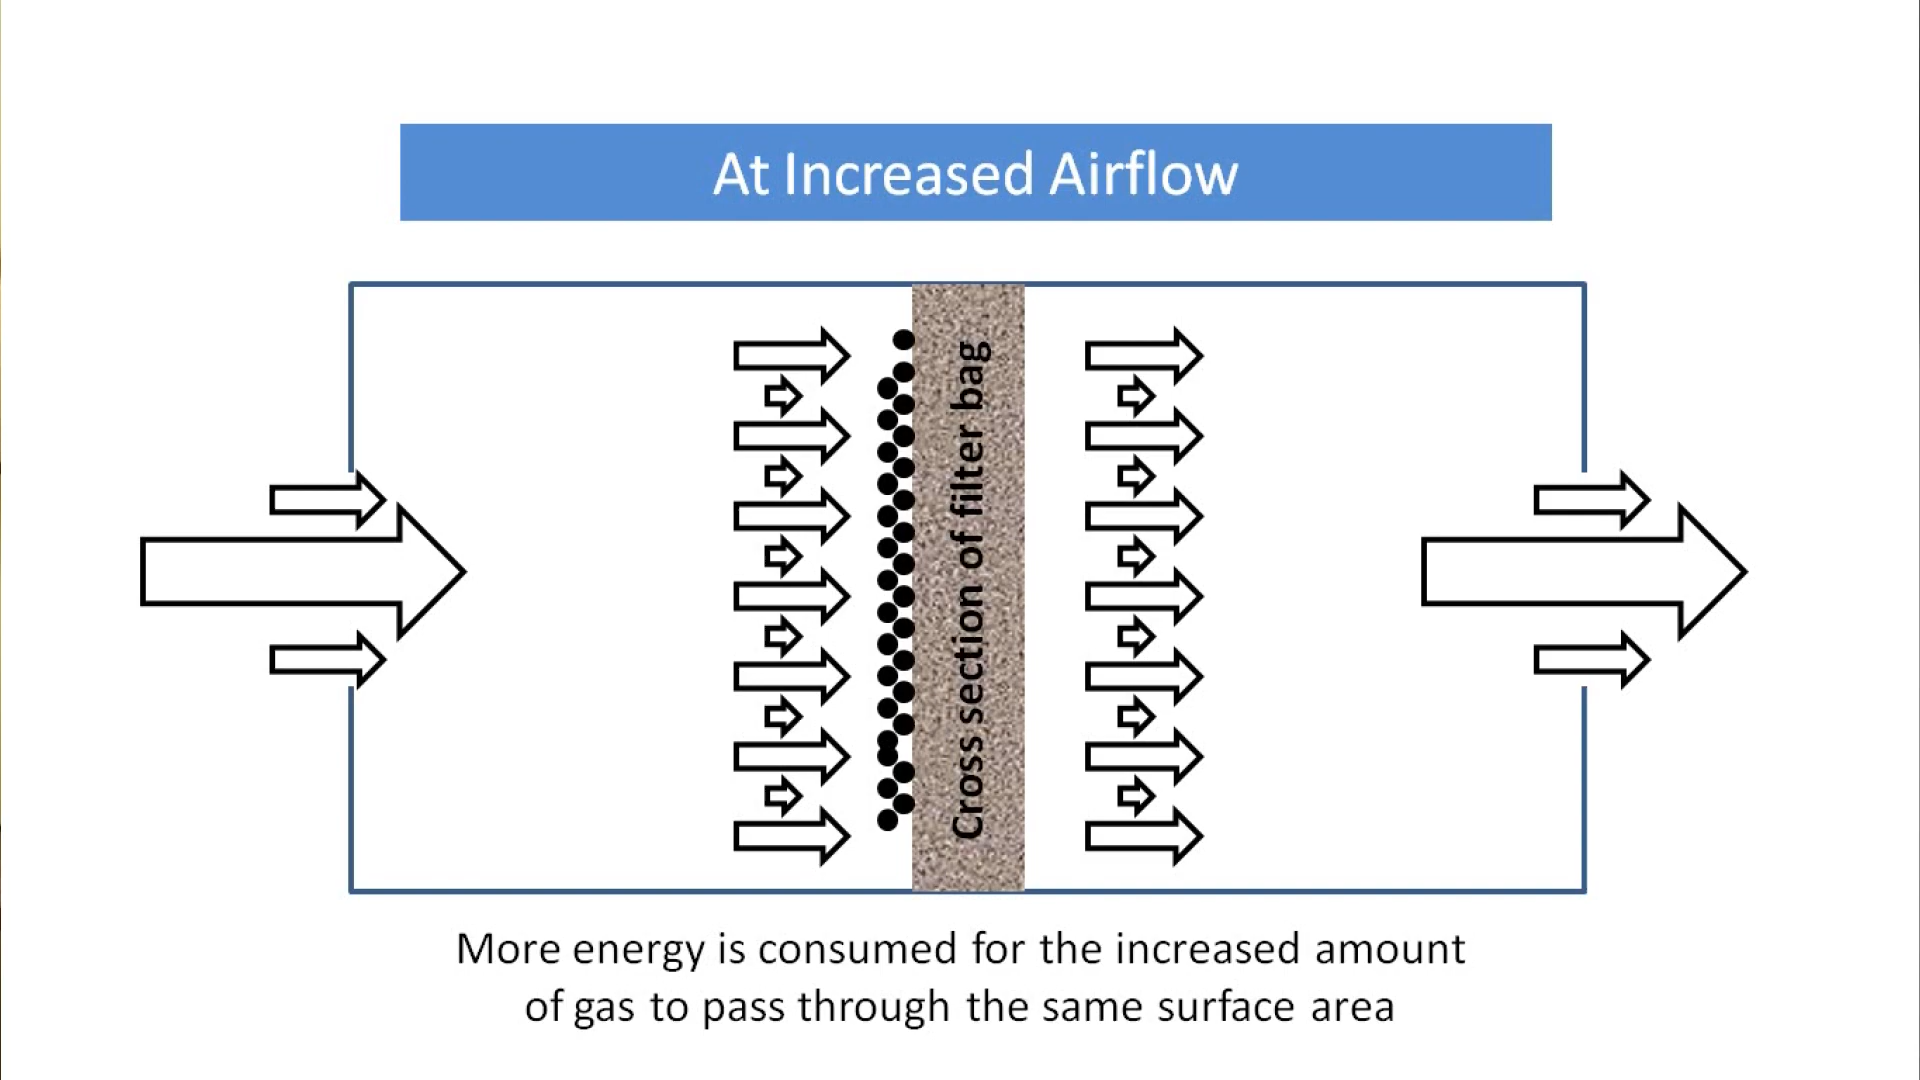 At Increased Airflow
Cross section of filter bag
More energy is consumed for the increased amount
of gas to pass through the same surface area